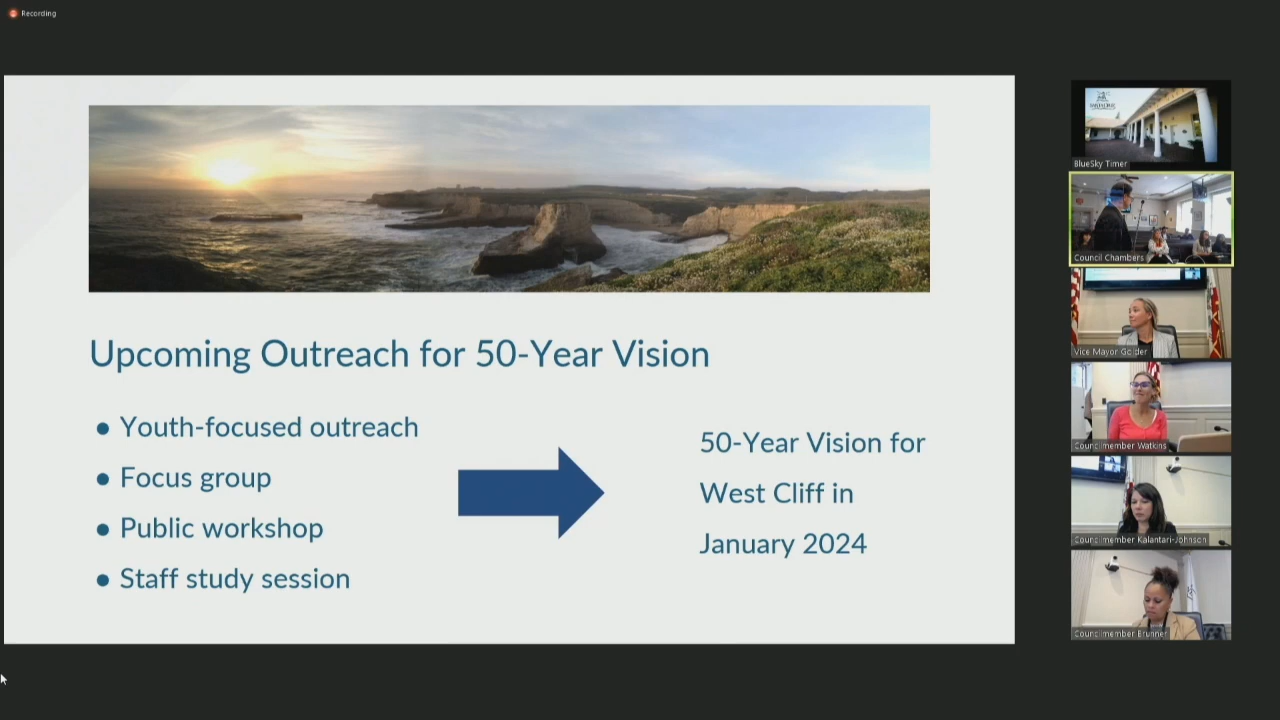 Recording
Upcoming Outreach for 50-Year Vision
● Youth-focused outreach
● Focus group
● Public workshop
● Staff study session
50-Year Vision for
West Cliff in
January 2024
BlueSky Timer
Council Chambers
Vice Mayor Golder
Councilmember Watkins
Councilmember Kalantari-Johnson
Councilmember Brunner